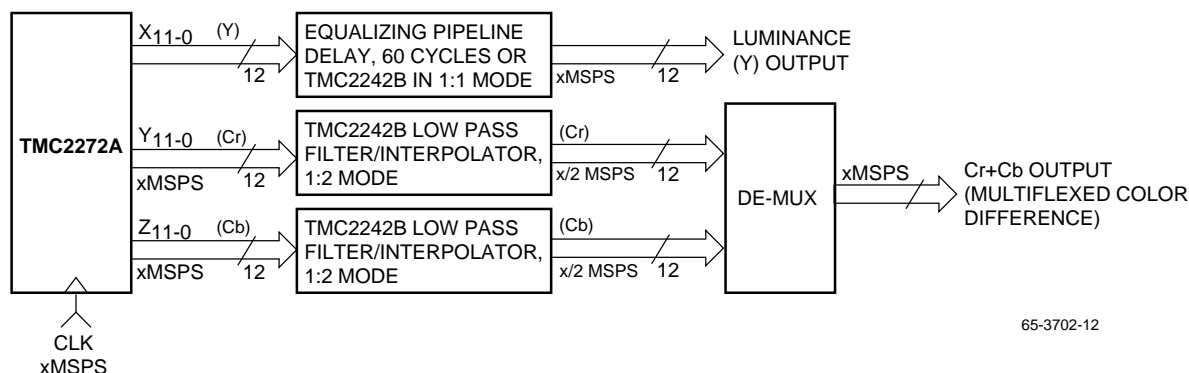 X11-0 (Y)
12
EQUALIZING PIPELINE
DELAY, 60 CYCLES OR
TMC2242B IN 1:1 MODE
xMSPS
12
LUMINANCE
(Y) OUTPUT
TMC2272A
Y11-0 (Cr)
xMSPS
12
TMC2242B LOW PASS
FILTER/INTERPOLATOR,
1:2 MODE
(Cr)
x/2 MSPS
12
Z11-0 (Cb)
xMSPS
12
TMC2242B LOW PASS
FILTER/INTERPOLATOR,
1:2 MODE
(Cb)
x/2 MSPS
12
DE-MUX
xMSPS
12
Cr+Cb OUTPUT
(MULTIFLEXED COLOR
DIFFERENCE)
CLK
xMSPS
65-3702-12